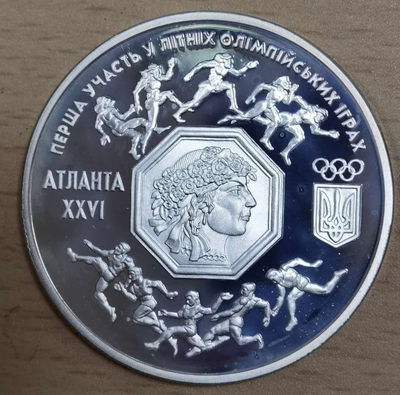 ПЕРША УЧАСТЬ У ЛІТНІХ ОЛІМПІЙСЬКИХ ІГРАХ
АТЛАНТА
XXVI